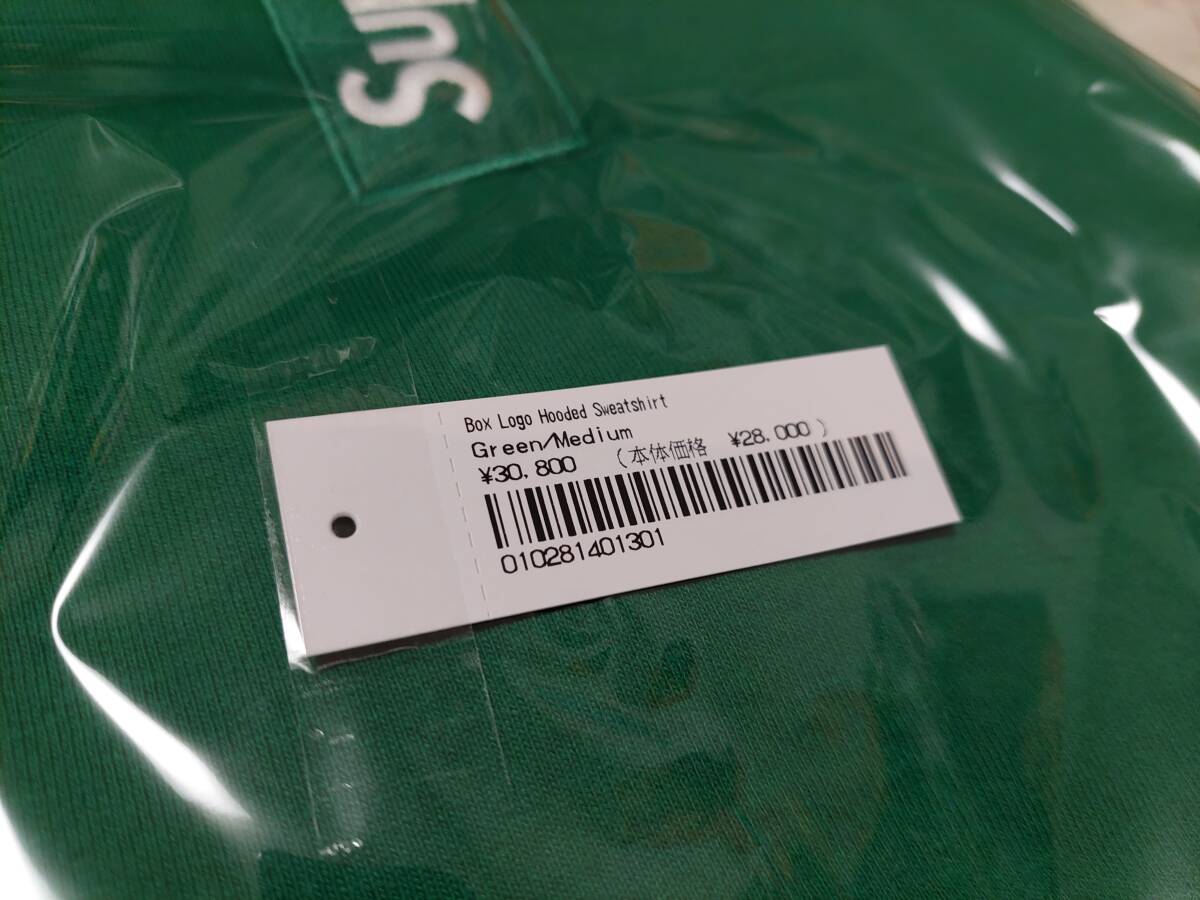 Sup
Box Logo Hooded Sweatshirt
Green/Medium
¥30,800 (本体価格 ¥28,000 )
010281401301